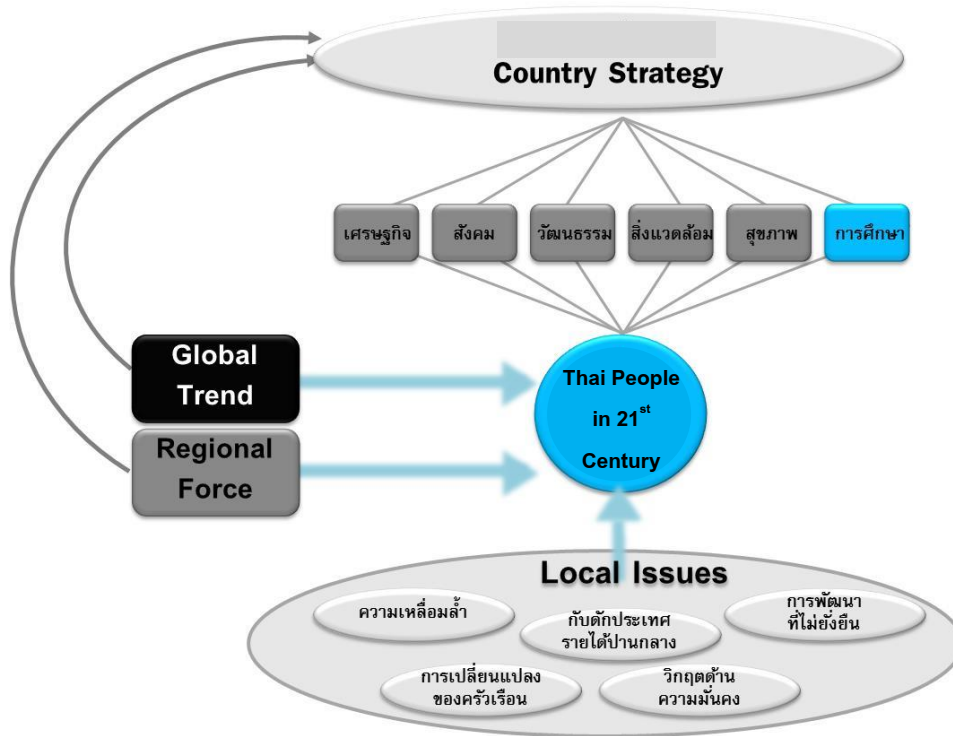 Country Strategy
เศรษฐกิจ
สังคม
วัฒนธรรม
สิ่งแวดล้อม
สุขภาพ
การศึกษา
Global
Trend
Regional
Force
Thai People
in 21st
Century
Local Issues
ความเหลื่อมล้ำ
กับดักประเทศ
รายได้ปานกลาง
การพัฒนา
ที่ไม่ยั่งยืน
การเปลี่ยนแปลง
ของครัวเรือน
วิกฤตด้าน
ความมั่นคง